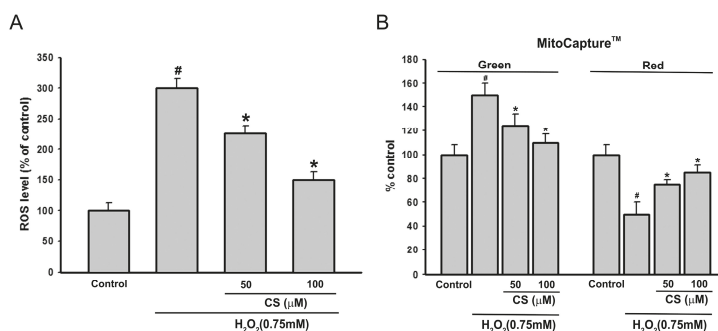 A
ROS level (% of control)
350
300
250
200
150
100
50
0
#
*
*
Control
50
100
CS (μM)
H₂O₂(0.75mM)
B
MitoCapture™
Green
Red
% control
180
160
140
120
100
80
60
40
20
0
#
*
*
#
*
*
Control
50
100
Control
50
100
CS (μM)
CS (μM)
H₂O₂(0.75mM)
H₂O₂(0.75mM)